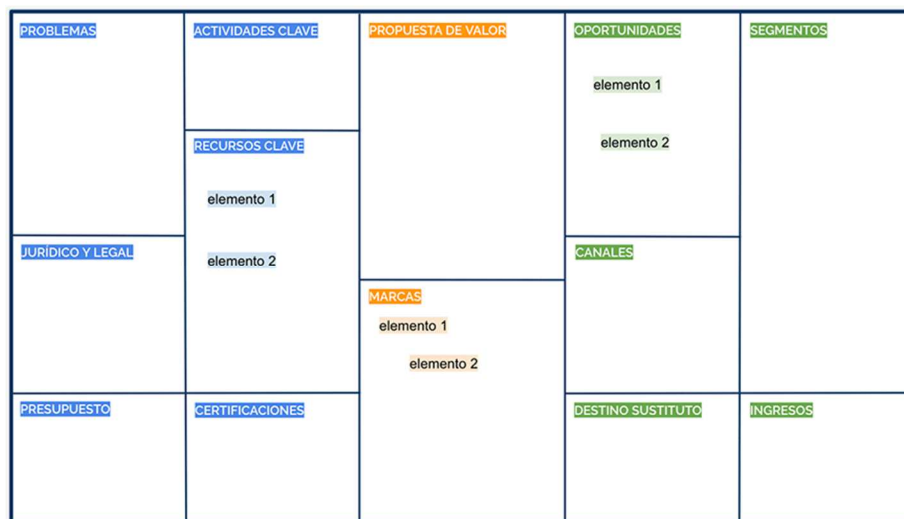 PROBLEMAS
ACTIVIDADES CLAVE
PROPUESTA DE VALOR
OPORTUNIDADES
elemento 1
elemento 2
SEGMENTOS
RECURSOS CLAVE
elemento 1
elemento 2
JURÍDICO Y LEGAL
CANALES
MARCAS
elemento 1
elemento 2
PRESUPUESTO
CERTIFICACIONES
DESTINO SUSTITUTO
INGRESOS